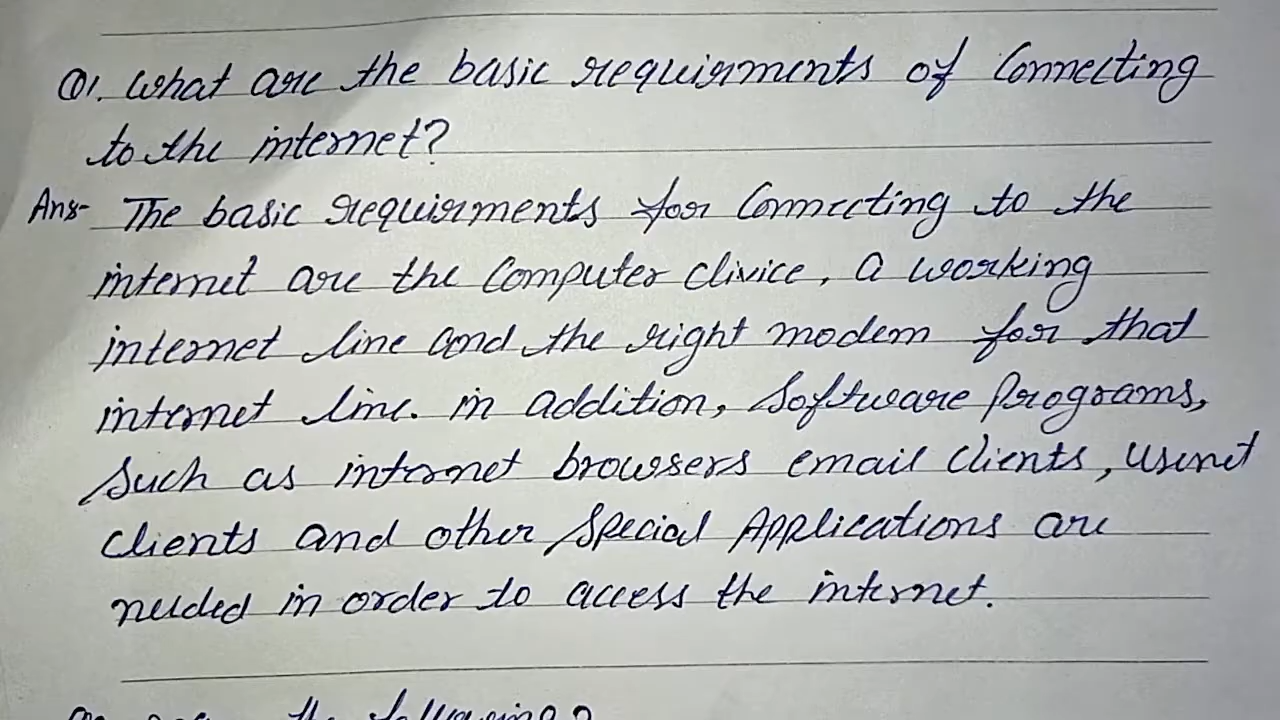 Q1. What are the basic requirments of Connecting
to the internet?
Ans- The basic requirments for Connecting to the
internet are the Computer divice, a working
internet line and the right modem for that
internet line. in addition, Software Programs,
Such as internet browsers email Clients, usenet
Clients and other Special Applications are
needed in order to access the internet.
the following?